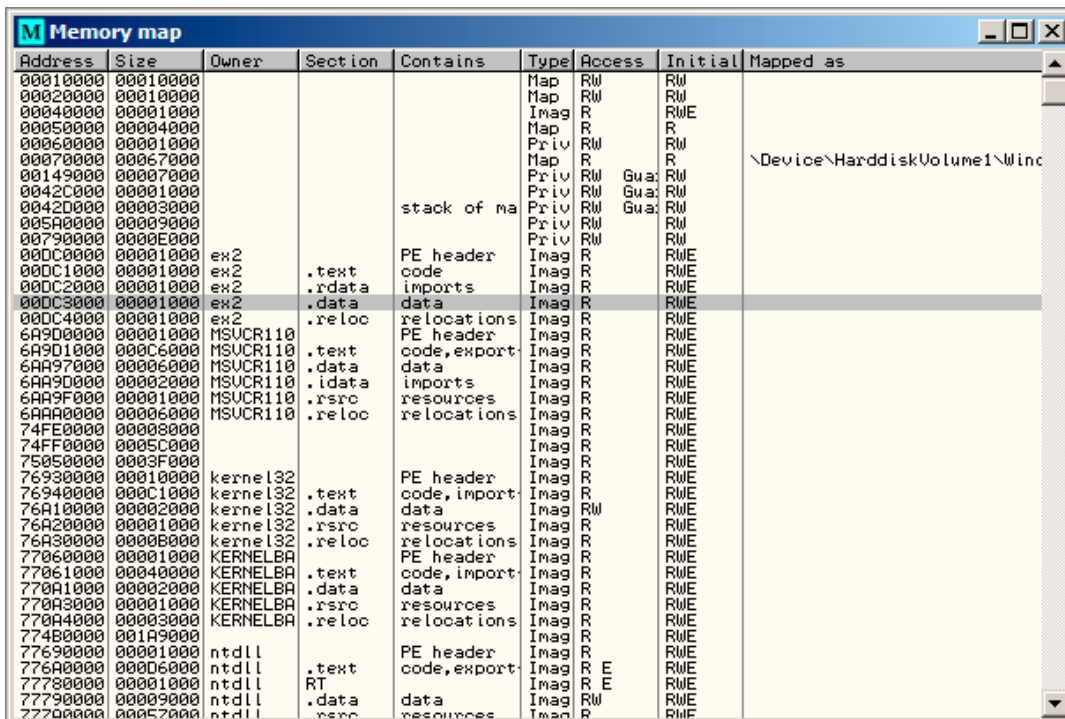 M Memory map
Address Size Owner Section Contains Type Access Initial Mapped as
00010000 00010000 Map RW RW
00020000 00010000 Map RW RW
00040000 00001000 Imag R RWE
00050000 00004000 Map R R
00060000 00001000 Priv RW RW
00070000 00067000 Map R R \Device\HarddiskVolume1\Wind
00149000 00007000 Priv RW Gua: RW
0042C000 00001000 Priv RW Gua: RW
0042D000 00003000 stack of ma Priv RW Gua: RW
005A0000 00009000 Priv RW RW
00790000 0000E000 Priv RW RW
00DC0000 00001000 ex2 PE header Imag R RWE
00DC1000 00001000 ex2 .text code Imag R RWE
00DC2000 00001000 ex2 .rdata imports Imag R RWE
00DC3000 00001000 ex2 .data data Imag R RWE
00DC4000 00001000 ex2 .reloc relocations Imag R RWE
6A9D0000 00001000 MSVCR110 PE header Imag R RWE
6A9D1000 000C6000 MSVCR110 .text code,export Imag R RWE
6AA97000 00006000 MSVCR110 .data data Imag R RWE
6AA9D000 00002000 MSVCR110 .idata imports Imag R RWE
6AA9F000 00001000 MSVCR110 .rsrc resources Imag R RWE
6AAA0000 00006000 MSVCR110 .reloc relocations Imag R RWE
74FE0000 00008000 Imag R RWE
74FF0000 0005C000 Imag R RWE
75050000 0003F000 Imag R RWE
76930000 00010000 kernel32 PE header Imag R RWE
76940000 000C1000 kernel32 .text code,import Imag R RWE
76A10000 00002000 kernel32 .data data Imag RW RWE
76A20000 00001000 kernel32 .rsrc resources Imag R RWE
76A30000 0000B000 kernel32 .reloc relocations Imag R RWE
77060000 00001000 KERNELBA PE header Imag R RWE
77061000 00040000 KERNELBA .text code,import Imag R RWE
770A1000 00002000 KERNELBA .data data Imag R RWE
770A3000 00001000 KERNELBA .rsrc resources Imag R RWE
770A4000 00003000 KERNELBA .reloc relocations Imag R RWE
774B0000 001A9000 Imag R RWE
77690000 00001000 ntdll PE header Imag R RWE
776A0000 000D6000 ntdll .text code,export Imag R E RWE
77780000 00001000 ntdll RT Imag R E RWE
77790000 00009000 ntdll .data data Imag RW RWE
777A0000 00057000 ntdll .rsrc resources Imag R RWE